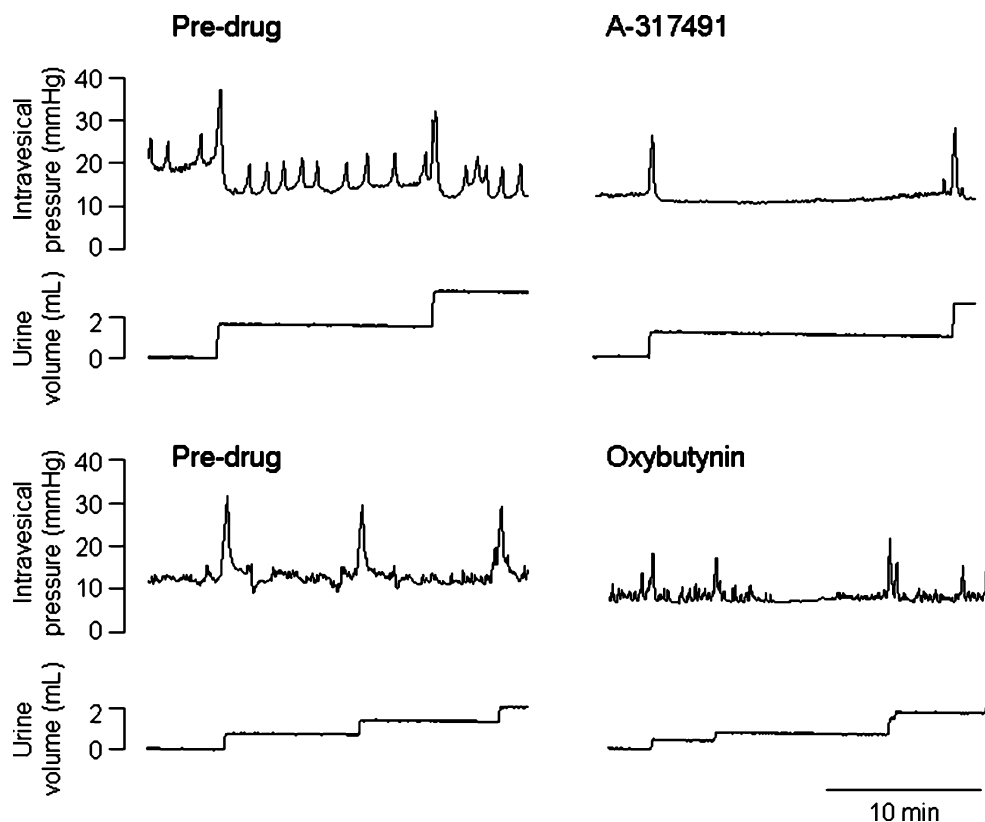 Pre-drug
A-317491
Intravesical
pressure (mmHg)
40
30
20
10
0
Urine
volume (mL)
2
0
Pre-drug
Oxybutynin
Intravesical
pressure (mmHg)
40
30
20
10
0
Urine
volume (mL)
2
0
10 min